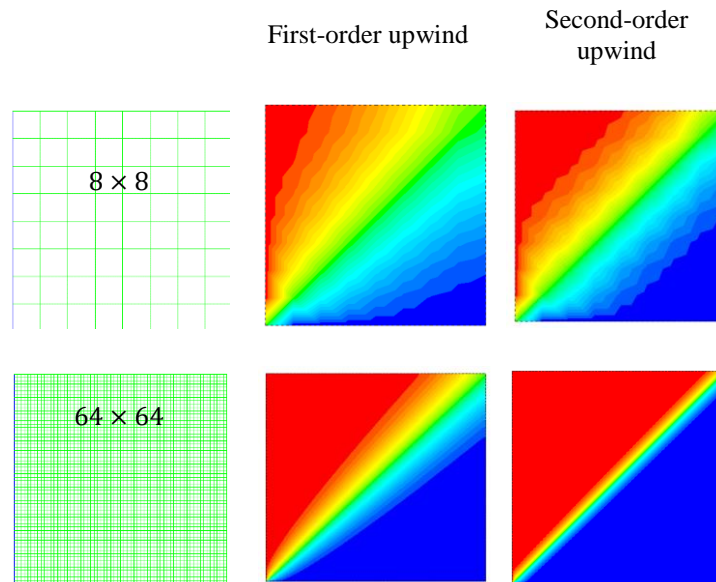 First-order upwind
Second-order
upwind
8 × 8
64 × 64